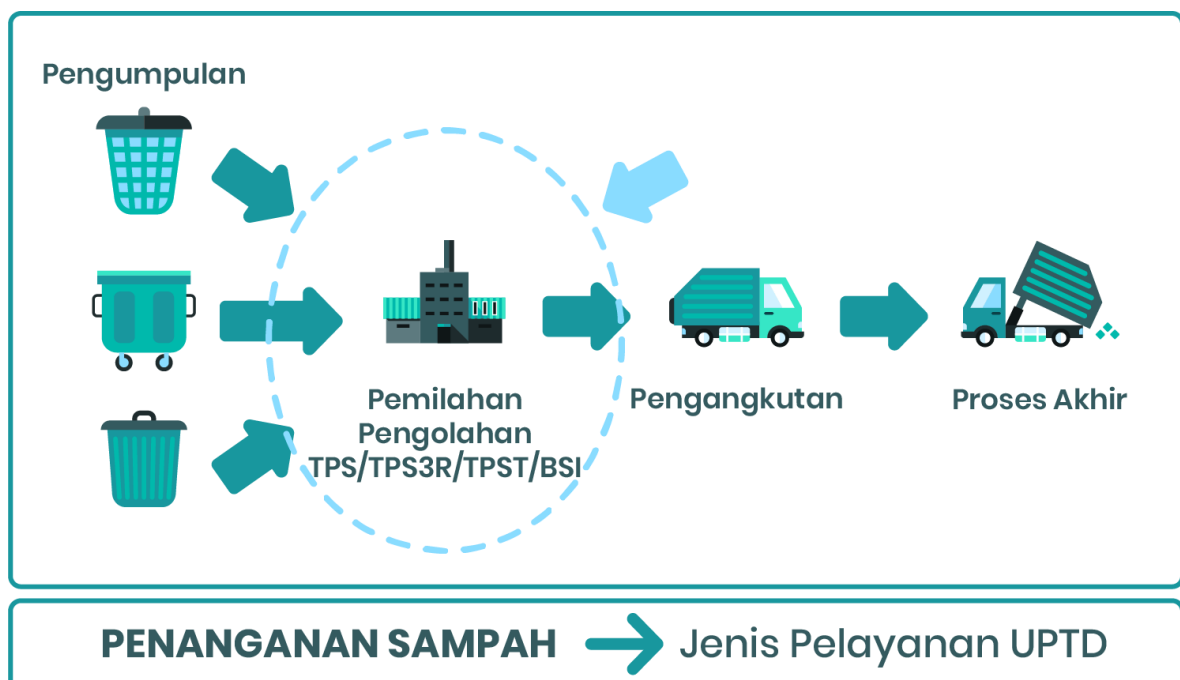 Pengumpulan
Pemilahan
Pengolahan
TPS/TPS3R/TPST/BSI
Pengangkutan
Proses Akhir
PENANGANAN SAMPAH
Jenis Pelayanan UPTD